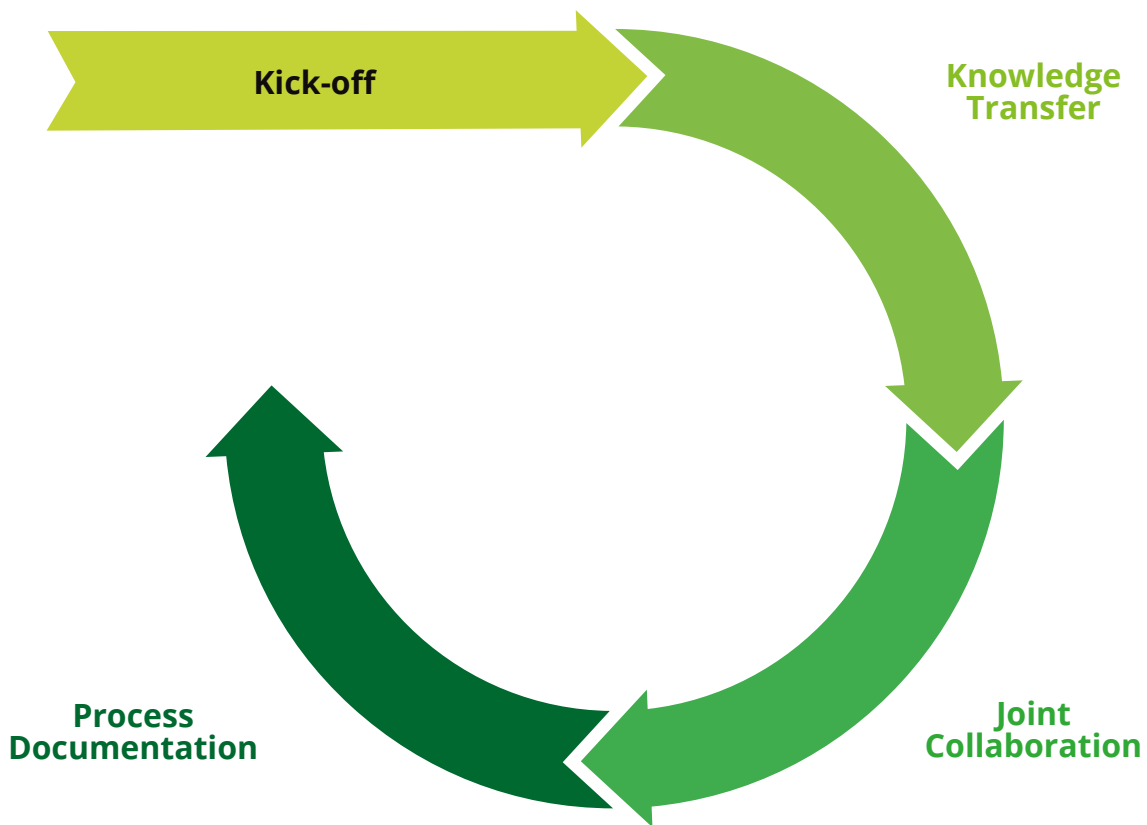 Kick-off
Knowledge
Transfer
Joint
Collaboration
Process
Documentation